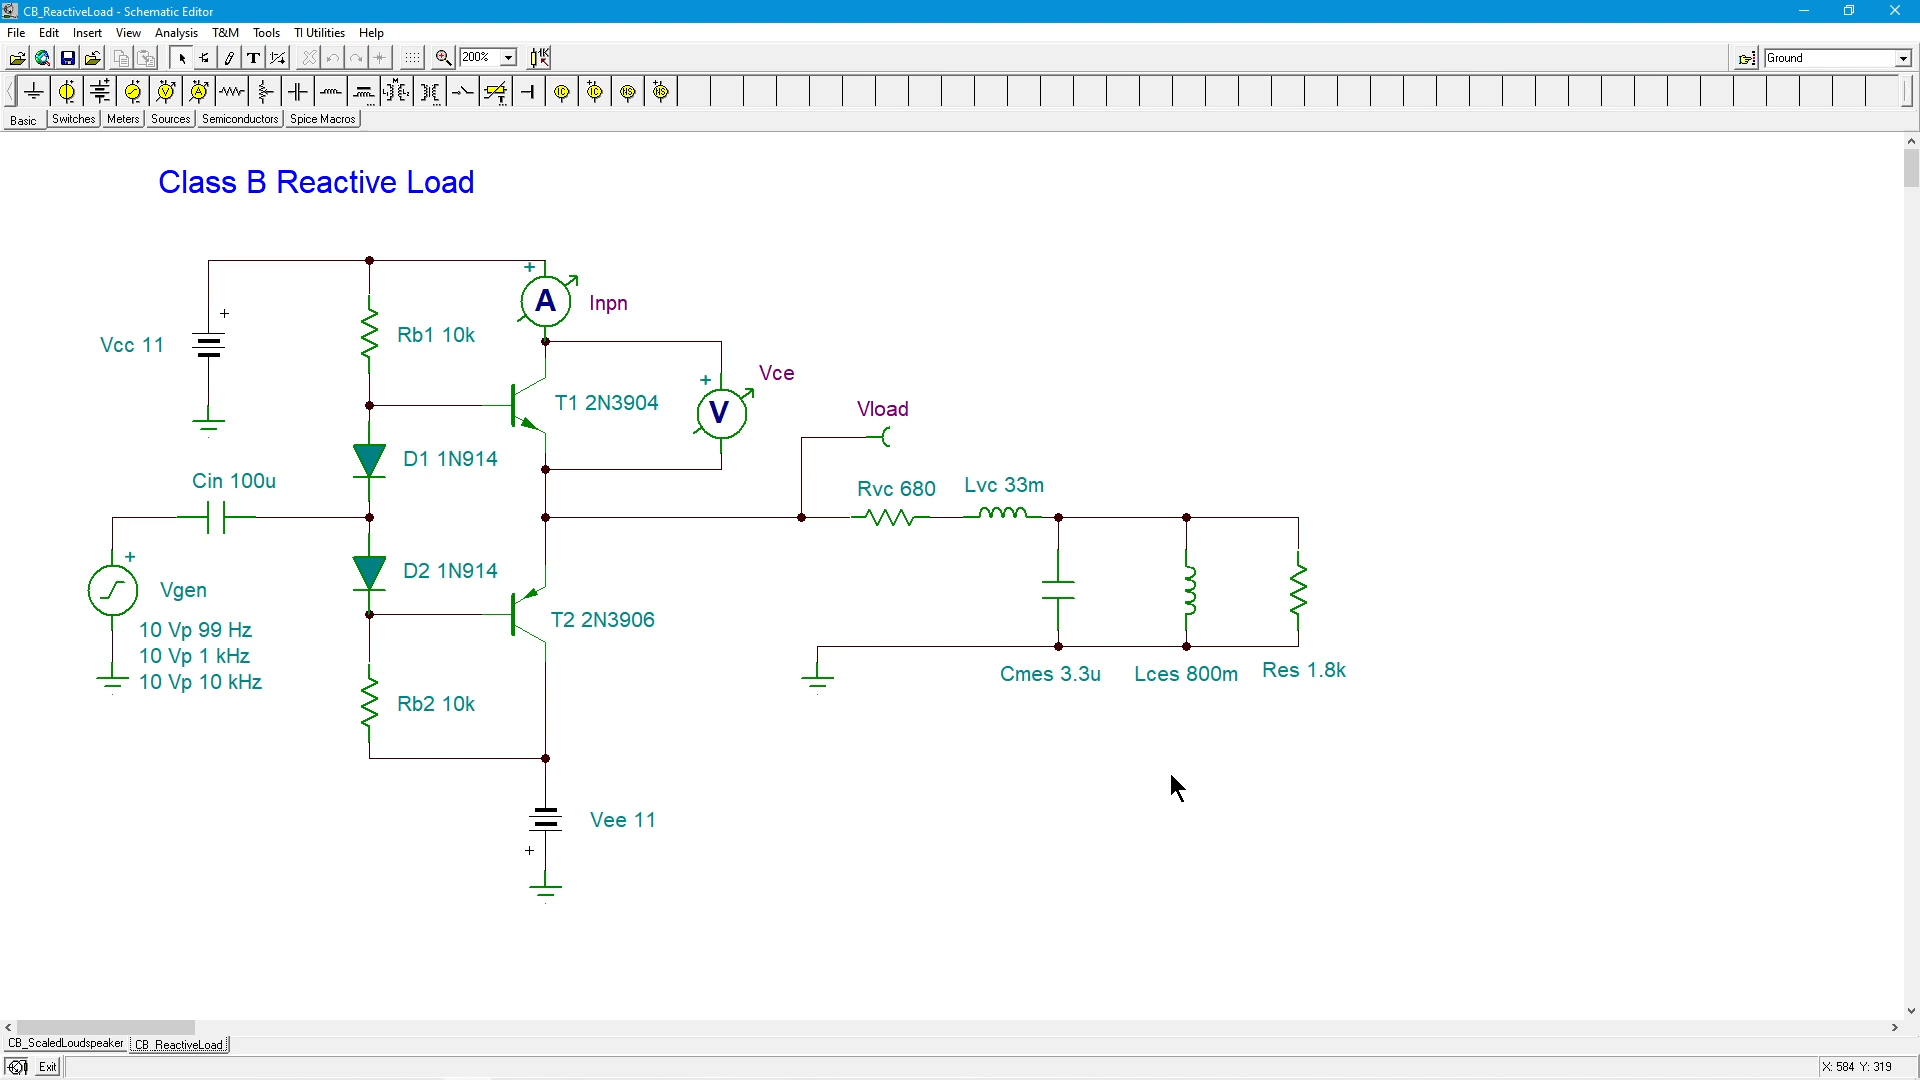 CB_ReactiveLoad - Schematic Editor
File Edit Insert View Analysis T&M Tools TI Utilities Help
200%
Ground
Basic Switches Meters Sources Semiconductors Spice Macros
Class B Reactive Load
+ A Inpn
+
Vcc 11
Rb1 10k
+ V Vce
T1 2N3904
Vload
D1 1N914
Cin 100u
Rvc 680
Lvc 33m
+
D2 1N914
Vgen
T2 2N3906
10 Vp 99 Hz
10 Vp 1 kHz
10 Vp 10 kHz
Cmes 3.3u
Lces 800m
Res 1.8k
Rb2 10k
Vee 11
+
CB_ScaledLoudspeaker CB_ReactiveLoad
Exit
X: 584 Y: 319